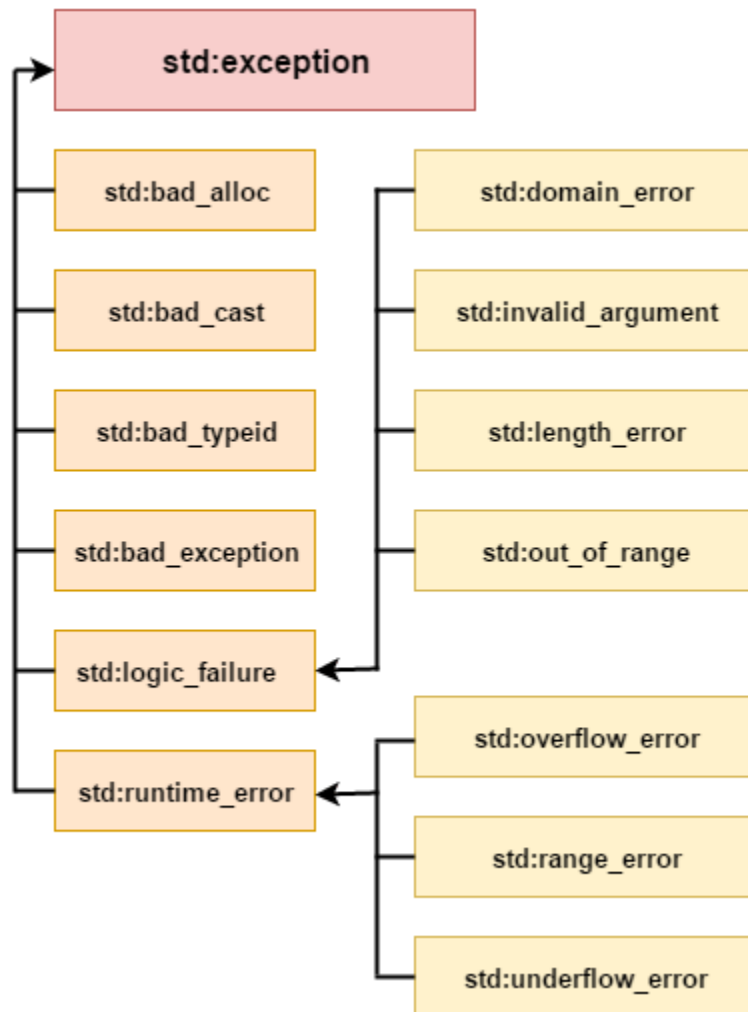 std:exception
std:bad_alloc
std:bad_cast
std:bad_typeid
std:bad_exception
std:logic_failure
std:runtime_error
std:domain_error
std:invalid_argument
std:length_error
std:out_of_range
std:overflow_error
std:range_error
std:underflow_error